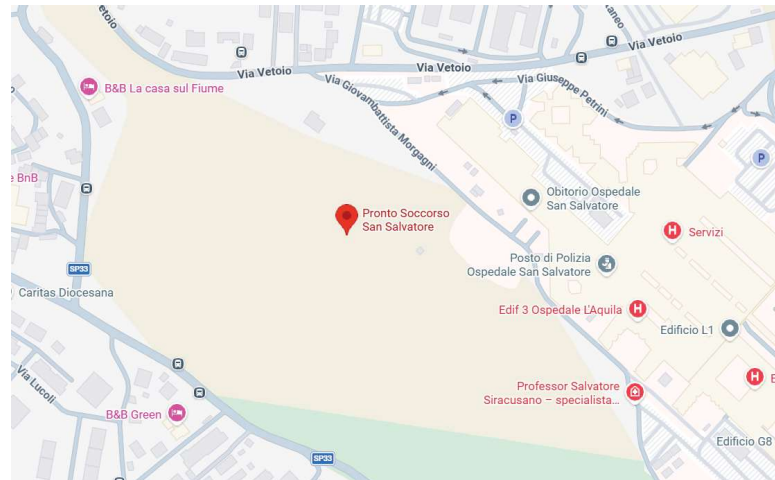 Via Vetoio
Via Vetoio
Via Vetoio
B&B La casa sul Fiume
Via Giovambattista Morgagni
Via Giuseppe Petrini
P
P
e BnB
Obitorio Ospedale
San Salvatore
Pronto Soccorso
San Salvatore
H
Servizi
SP33
Posto di Polizia
Ospedale San Salvatore
Caritas Diocesana
Edif 3 Ospedale L'Aquila
H
Edificio L1
Via Lucoli
Professor Salvatore
Siracusano – specialista...
H
E
B&B Green
Edificio G8
SP33